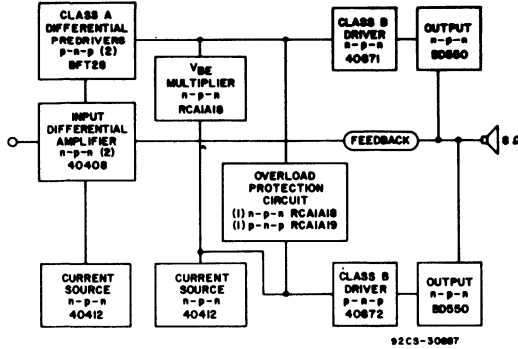 CLASS A
DIFFERENTIAL
PREDRIVERS
p-n-p (2)
BFT28
VBE
MULTIPLIER
n-p-n
RCA1A18
CLASS B
DRIVER
n-p-n
40871
OUTPUT
n-p-n
BD550
INPUT
DIFFERENTIAL
AMPLIFIER
n-p-n (2)
40408
FEEDBACK
8 Ω
OVERLOAD
PROTECTION
CIRCUIT
(1) n-p-n RCA1A18
(1) p-n-p RCA1A19
CURRENT
SOURCE
n-p-n
40412
CURRENT
SOURCE
n-p-n
40412
CLASS B
DRIVER
p-n-p
40872
OUTPUT
n-p-n
BD550
92CS-30887